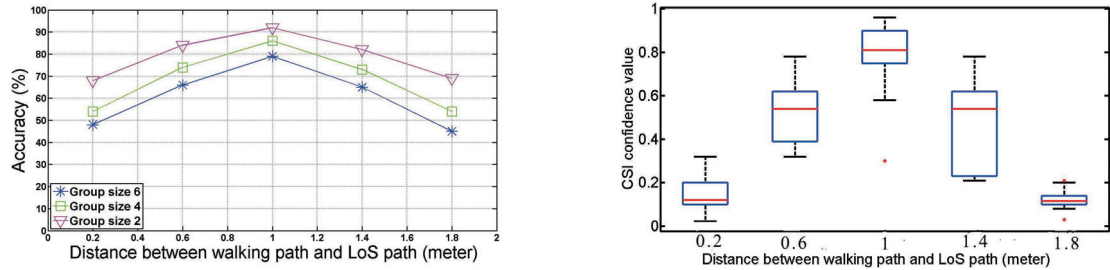 100
90
80
70
60
50
40
30
20
10
0
Accuracy (%)
Group size 6
Group size 4
Group size 2
0 0.2 0.4 0.6 0.8 1 1.2 1.4 1.6 1.8 2
Distance between walking path and LoS path (meter)
1
0.8
0.6
0.4
0.2
0
CSI confidence value
0.2 0.6 1 1.4 1.8
Distance between walking path and LoS path (meter)